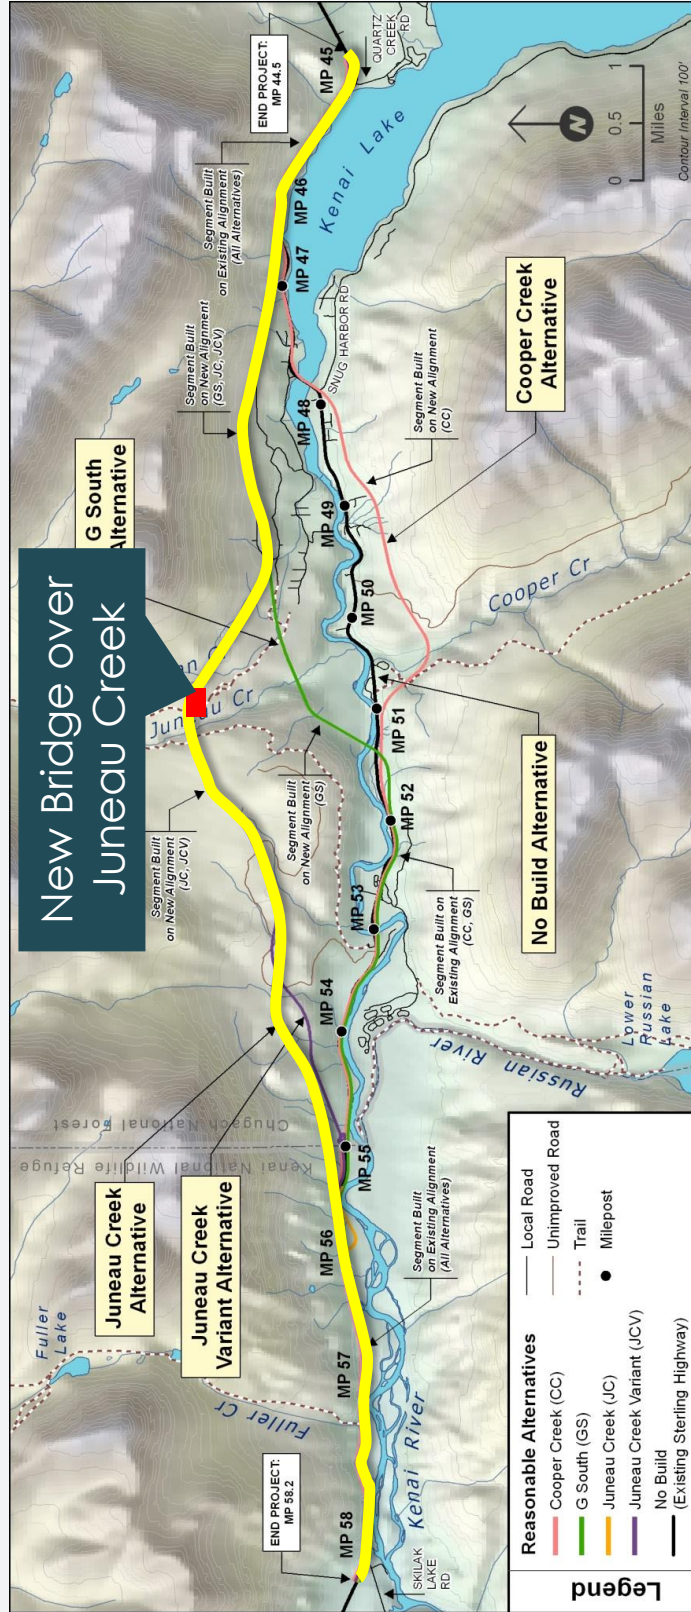 END PROJECT:
MP 58.2
MP 58
SKILAK
LAKE
RD
Kenai River
Fuller
Lake
Fuller Cr
MP 57
Segment Built
on Existing Alignment
(All Alternatives)
MP 56
Juneau Creek
Alternative
Juneau Creek
Variant Alternative
Kenai National Wildlife Refuge
Chugach National Forest
MP 55
MP 54
Russian River
Lower
Russian
Lake
MP 53
Segment Built on
Existing Alignment
(CC, GS)
MP 52
Segment Built
on New Alignment
(JC, JCV)
Segment Built
on New Alignment
(GS)
New Bridge over
Juneau Creek
Juneau Cr
Cr
MP 51
No Build Alternative
MP 50
Cooper Cr
G South
MP 49
MP 48
Segment Built
on New Alignment
(CC)
Cooper Creek
Alternative
SNUG HARBOR RD
Segment Built
on New Alignment
(GS, JC, JCV)
MP 47
MP 46
Segment Built
on Existing Alignment
(All Alternatives)
Kenai Lake
END PROJECT:
MP 44.5
MP 45
QUARTZ
CREEK
RD
N
0 0.5 1
Miles
Contour Interval 100'
Legend
Reasonable Alternatives
Cooper Creek (CC)
G South (GS)
Juneau Creek (JC)
Juneau Creek Variant (JCV)
No Build
(Existing Sterling Highway)
Local Road
Unimproved Road
Trail
Milepost